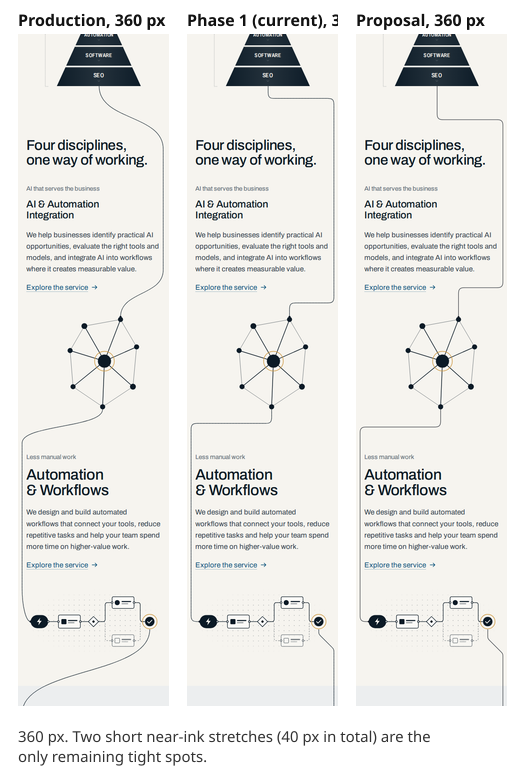 Production, 360 px
AUTOMATION
SOFTWARE
SEO
Four disciplines,
one way of working.
AI that serves the business
AI & Automation
Integration
We help businesses identify practical AI
opportunities, evaluate the right tools and
models, and integrate AI into workflows
where it creates measurable value.
Explore the service →
Less manual work
Automation
& Workflows
We design and build automated
workflows that connect your tools, reduce
repetitive tasks and help your team spend
more time on higher-value work.
Explore the service →
Phase 1 (current), 3
AUTOMATION
SOFTWARE
SEO
Four disciplines,
one way of working.
AI that serves the business
AI & Automation
Integration
We help businesses identify practical AI
opportunities, evaluate the right tools and
models, and integrate AI into workflows
where it creates measurable value.
Explore the service →
Less manual work
Automation
& Workflows
We design and build automated
workflows that connect your tools, reduce
repetitive tasks and help your team spend
more time on higher-value work.
Explore the service →
Proposal, 360 px
AUTOMATION
SOFTWARE
SEO
Four disciplines,
one way of working.
AI that serves the business
AI & Automation
Integration
We help businesses identify practical AI
opportunities, evaluate the right tools and
models, and integrate AI into workflows
where it creates measurable value.
Explore the service →
Less manual work
Automation
& Workflows
We design and build automated
workflows that connect your tools, reduce
repetitive tasks and help your team spend
more time on higher-value work.
Explore the service →
360 px. Two short near-ink stretches (40 px in total) are the
only remaining tight spots.